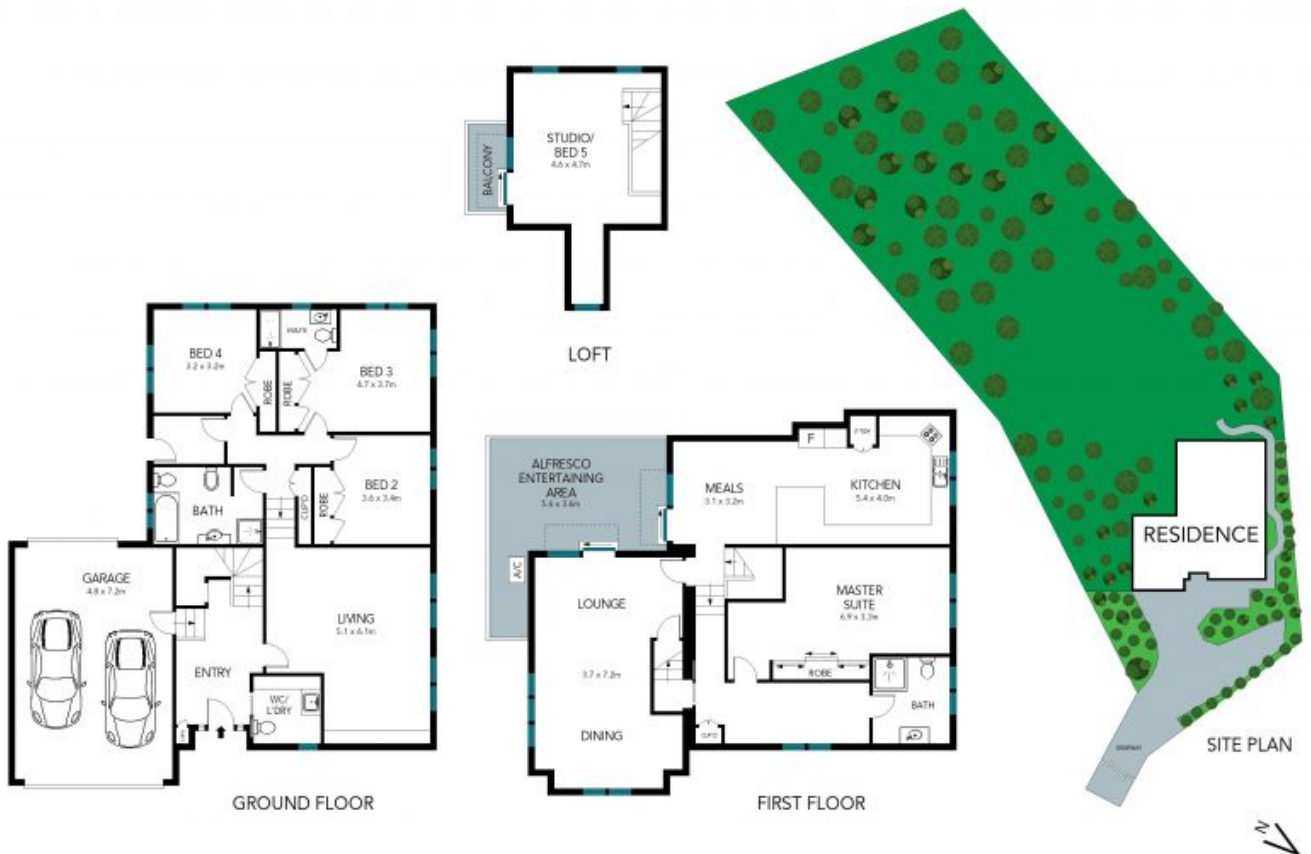 STUDIO/
BED 5
4.6 x 4.7m
BALCONY
LOFT
BED 4
3.2 x 3.2m
ROBE
ROBE
BED 3
4.7 x 3.7m
BED 2
3.6 x 3.4m
ROBE
CUP'D
BATH
GARAGE
4.8 x 7.2m
LIVING
5.1 x 6.1m
ENTRY
WC/
L'DRY
GROUND FLOOR
ALFRESCO
ENTERTAINING
AREA
5.6 x 3.6m
A/C
F
P'TRY
MEALS
3.1 x 3.2m
KITCHEN
5.4 x 4.0m
LOUNGE
3.7 x 7.2m
DINING
MASTER
SUITE
6.9 x 3.2m
ROBE
BATH
CUP'D
FIRST FLOOR
RESIDENCE
SITE PLAN
N